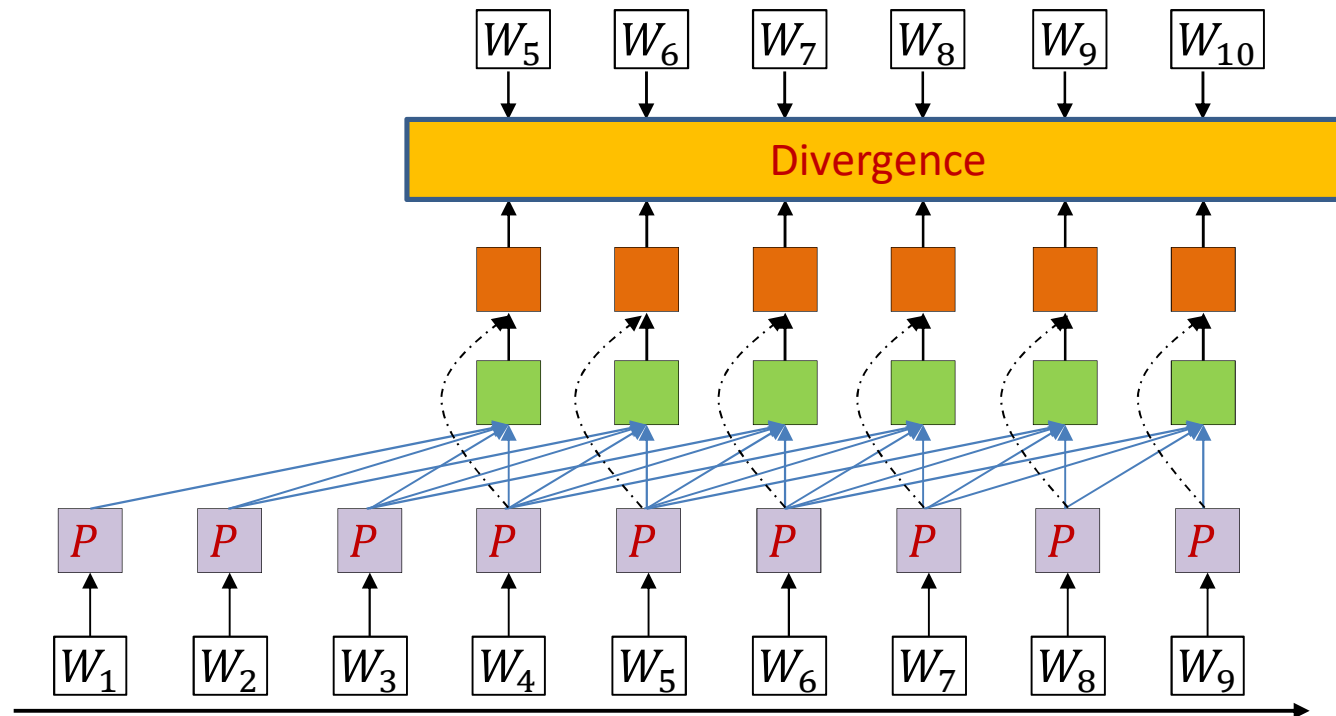 W₅ W₆ W₇ W₈ W₉ W₁₀
Divergence
P P P P P P P P P
W₁ W₂ W₃ W₄ W₅ W₆ W₇ W₈ W₉